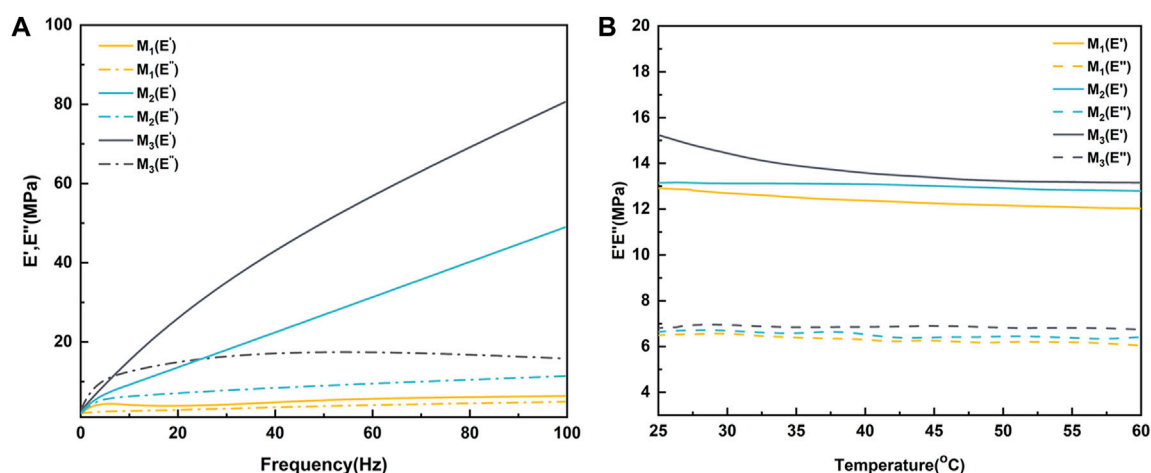 A
E',E''(MPa)
100
80
60
40
20
M1(E')
M1(E'')
M2(E')
M2(E'')
M3(E')
M3(E'')
0 20 40 60 80 100
Frequency(Hz)
B
E'E''(MPa)
20
18
16
14
12
10
8
6
4
M1(E')
M1(E'')
M2(E')
M2(E'')
M3(E')
M3(E'')
25 30 35 40 45 50 55 60
Temperature(°C)